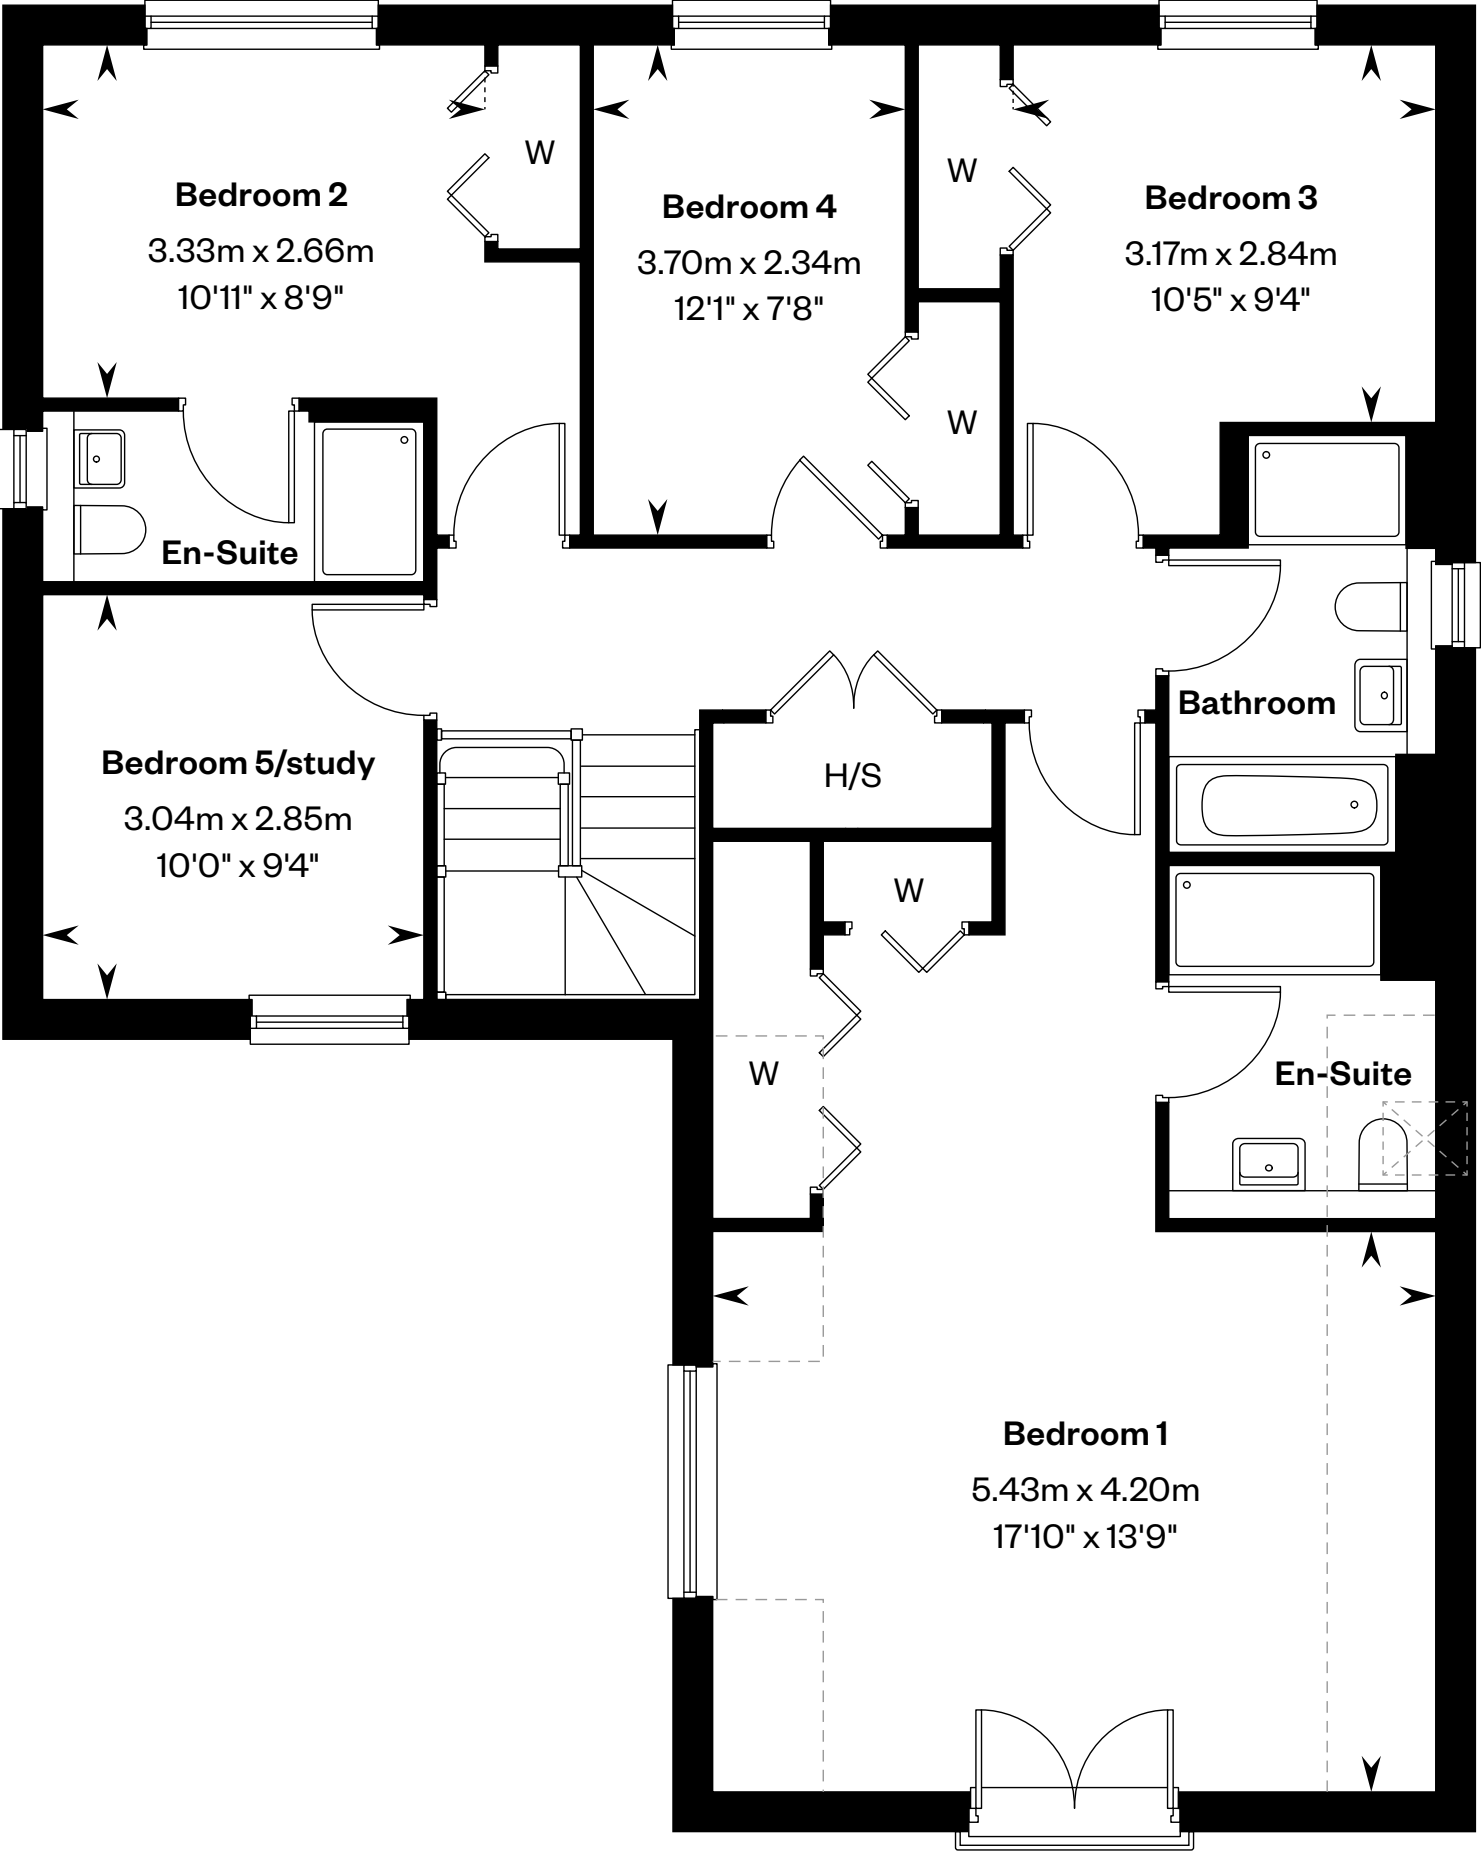 W
Bedroom 2
3.33m x 2.66m
10'11" x 8'9"
Bedroom 4
3.70m x 2.34m
12'1" x 7'8"
W
Bedroom 3
3.17m x 2.84m
10'5" x 9'4"
W
En-Suite
Bathroom
Bedroom 5/study
3.04m x 2.85m
10'0" x 9'4"
H/S
W
W
En-Suite
Bedroom 1
5.43m x 4.20m
17'10" x 13'9"